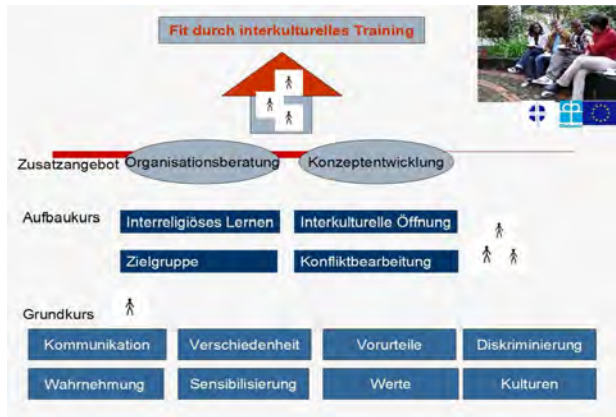 Fit durch interkulturelles Training
Zusatzangebot
Organisationsberatung
Konzeptentwicklung
Aufbaukurs
Interreligiöses Lernen
Interkulturelle Öffnung
Zielgruppe
Konfliktbearbeitung
Grundkurs
Kommunikation
Verschiedenheit
Vorurteile
Diskriminierung
Wahrnehmung
Sensibilisierung
Werte
Kulturen